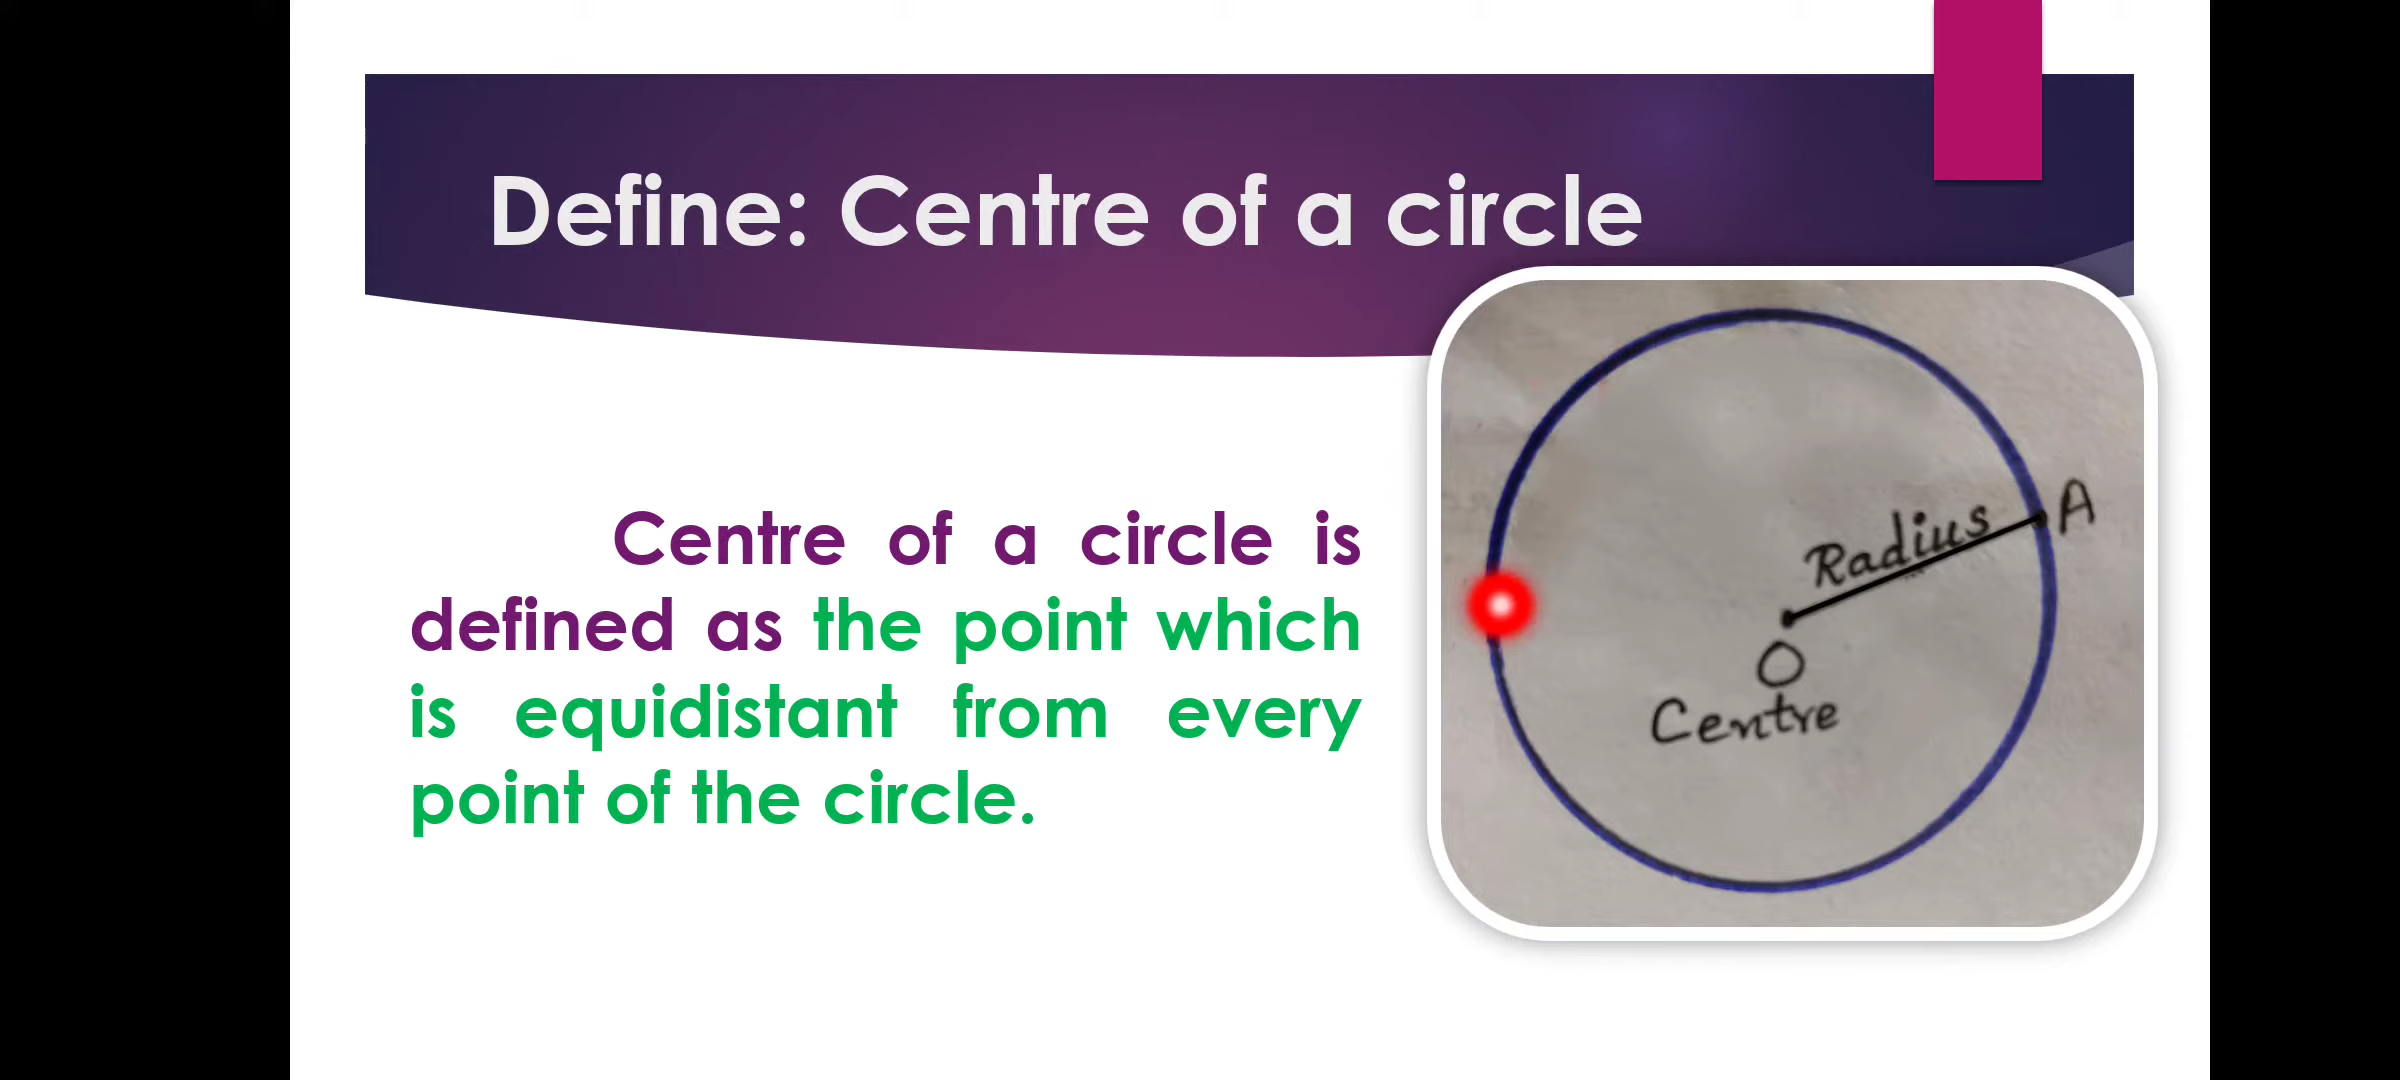 Define: Centre of a circle
Centre of a circle is
defined as the point which
is equidistant from every
point of the circle.
Radius
A
O
Centre